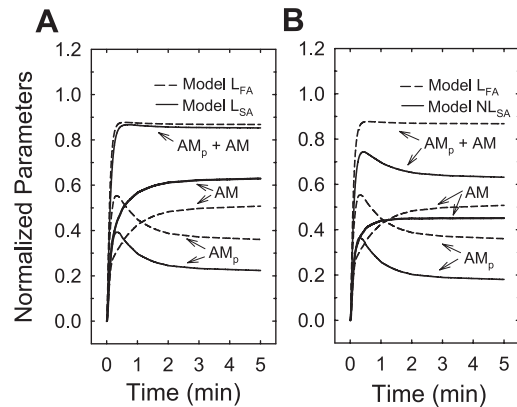 A
B
Normalized Parameters
1.2
1.0
0.8
0.6
0.4
0.2
0.0
Model L_FA
Model L_SA
AM_p + AM
AM
AM_p
0 1 2 3 4 5
Time (min)
1.2
1.0
0.8
0.6
0.4
0.2
0.0
Model L_FA
Model NL_SA
AM_p + AM
AM
AM_p
0 1 2 3 4 5
Time (min)